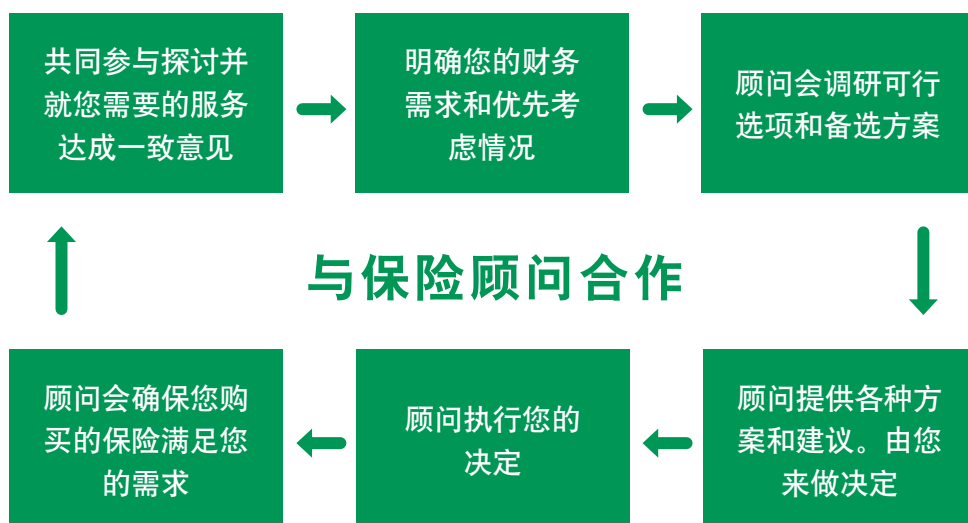 共同参与探讨并
就您需要的服务
达成一致意见
明确您的财务
需求和优先考
虑情况
顾问会调研可行
选项和备选方案
与保险顾问合作
顾问会确保您购
买的保险满足您
的需求
顾问执行您的
决定
顾问提供各种方
案和建议。由您
来做决定